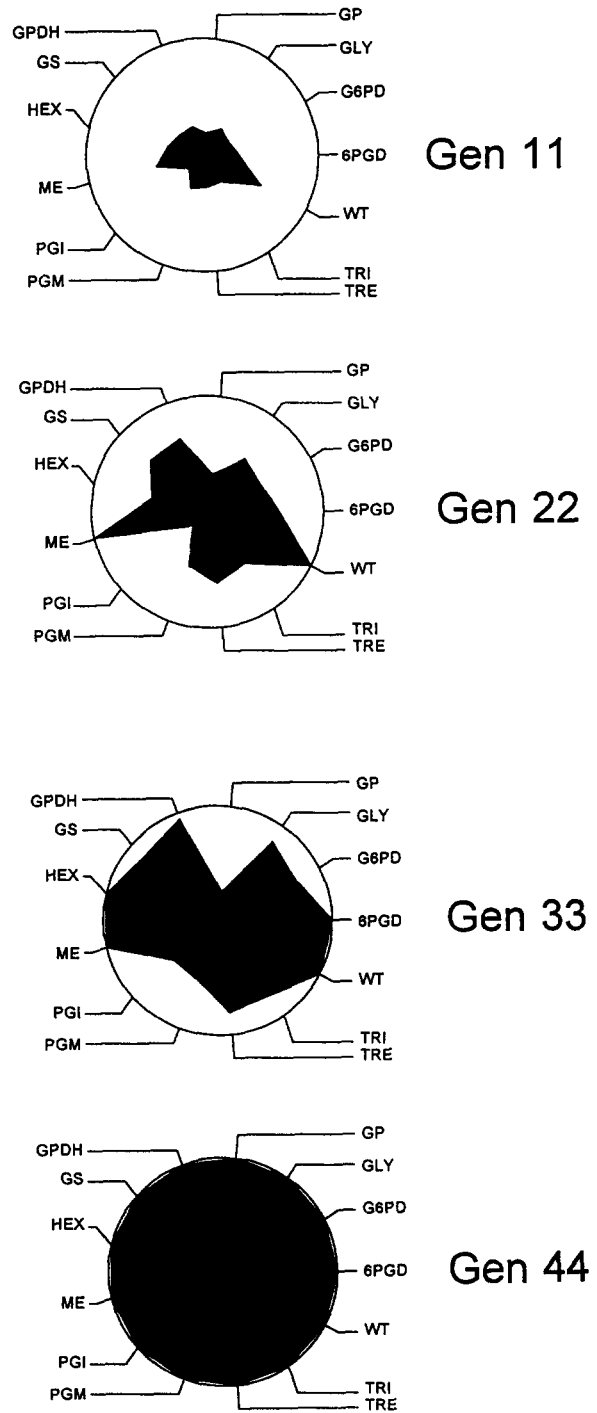 GP
GPDH
GLY
GS
G6PD
HEX
6PGD
Gen 11
ME
WT
PGI
TRI
PGM
TRE
GP
GPDH
GLY
GS
G6PD
HEX
6PGD
Gen 22
ME
WT
PGI
TRI
PGM
TRE
GP
GPDH
GLY
GS
G6PD
HEX
6PGD
Gen 33
ME
WT
PGI
TRI
PGM
TRE
GP
GPDH
GLY
GS
G6PD
HEX
6PGD
Gen 44
ME
WT
PGI
TRI
PGM
TRE